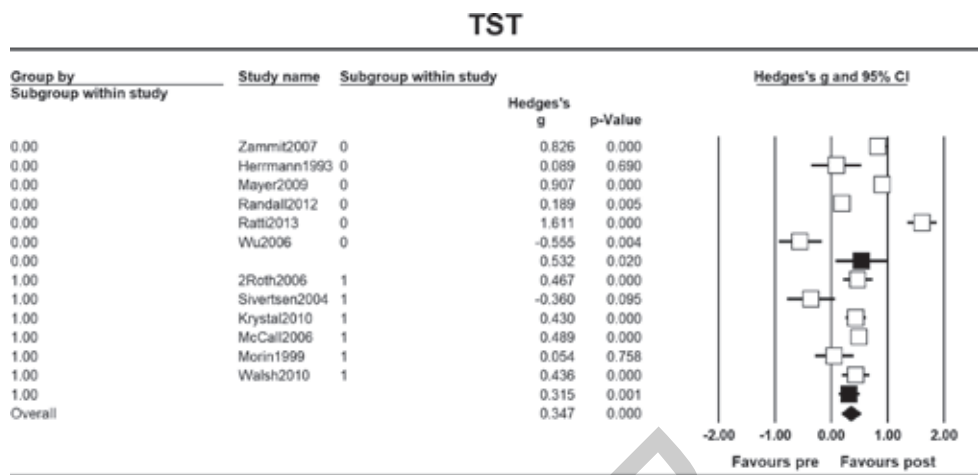 TST
Group by Study name Subgroup within study Hedges's g and 95% CI
Subgroup within study
Hedges's
g p-Value
0.00 Zammit2007 0 0.826 0.000
0.00 Herrmann1993 0 0.089 0.690
0.00 Mayer2009 0 0.907 0.000
0.00 Randall2012 0 0.189 0.005
0.00 Ratti2013 0 1.611 0.000
0.00 Wu2006 0 -0.555 0.004
0.00 0.532 0.020
1.00 2Roth2006 1 0.467 0.000
1.00 Sivertsen2004 1 -0.360 0.095
1.00 Krystal2010 1 0.430 0.000
1.00 McCall2006 1 0.489 0.000
1.00 Morin1999 1 0.054 0.758
1.00 Walsh2010 1 0.436 0.000
1.00 0.315 0.001
Overall 0.347 0.000
-2.00 -1.00 0.00 1.00 2.00
Favours pre Favours post